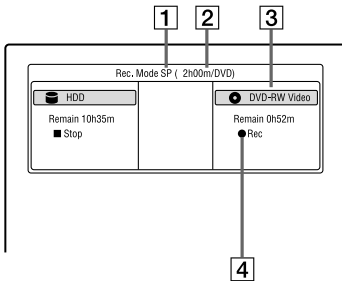 1 2 3
Rec. Mode SP ( 2h00m/DVD)
HDD
DVD-RW Video
Remain 10h35m
Remain 0h52m
Stop
Rec
4